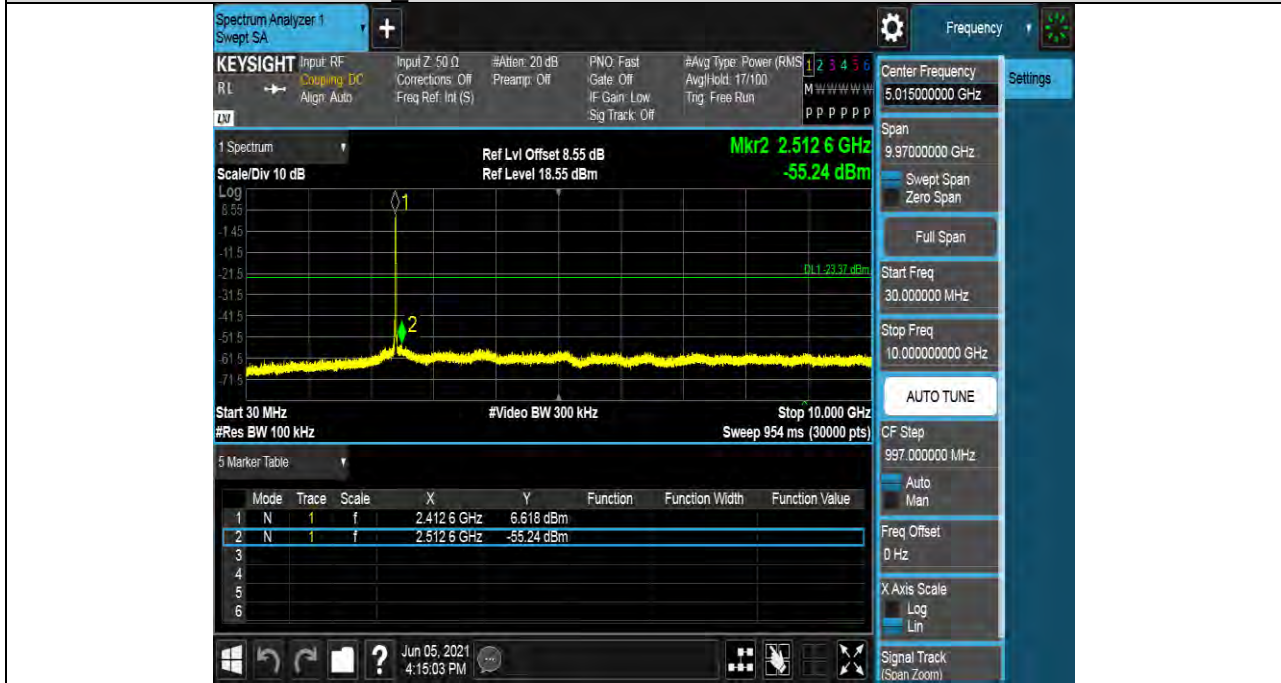 Spectrum Analyzer 1
Swept SA
+
Frequency
KEYSIGHT
RL
LXI
Input: RF
Coupling: DC
Align: Auto
Input Z: 50 Ω
Corrections: Off
Freq Ref: Int (S)
#Atten: 20 dB
Preamp: Off
PNO: Fast
Gate: Off
IF Gain: Low
Sig Track: Off
#Avg Type: Power (RMS
Avg|Hold: 17/100
Trig: Free Run
1 2 3 4 5 6
M W W W W W
P P P P P P
1 Spectrum
Scale/Div 10 dB
Ref Lvl Offset 8.55 dB
Ref Level 18.55 dBm
Mkr2 2.512 6 GHz
-55.24 dBm
Log
8.55
-1.45
-11.5
-21.5
-31.5
-41.5
-51.5
-61.5
-71.5
1
2
DL1 -23.37 dBm
Start 30 MHz
#Video BW 300 kHz
Stop 10.000 GHz
#Res BW 100 kHz
Sweep 954 ms (30000 pts)
5 Marker Table
Mode Trace Scale X Y Function Function Width Function Value
1 N 1 f 2.412 6 GHz 6.618 dBm
2 N 1 f 2.512 6 GHz -55.24 dBm
3
4
5
6
?
Jun 05, 2021
4:15:03 PM
Center Frequency
5.015000000 GHz
Settings
Span
9.97000000 GHz
Swept Span
Zero Span
Full Span
Start Freq
30.000000 MHz
Stop Freq
10.000000000 GHz
AUTO TUNE
CF Step
997.000000 MHz
Auto
Man
Freq Offset
0 Hz
X Axis Scale
Log
Lin
Signal Track
(Span Zoom)